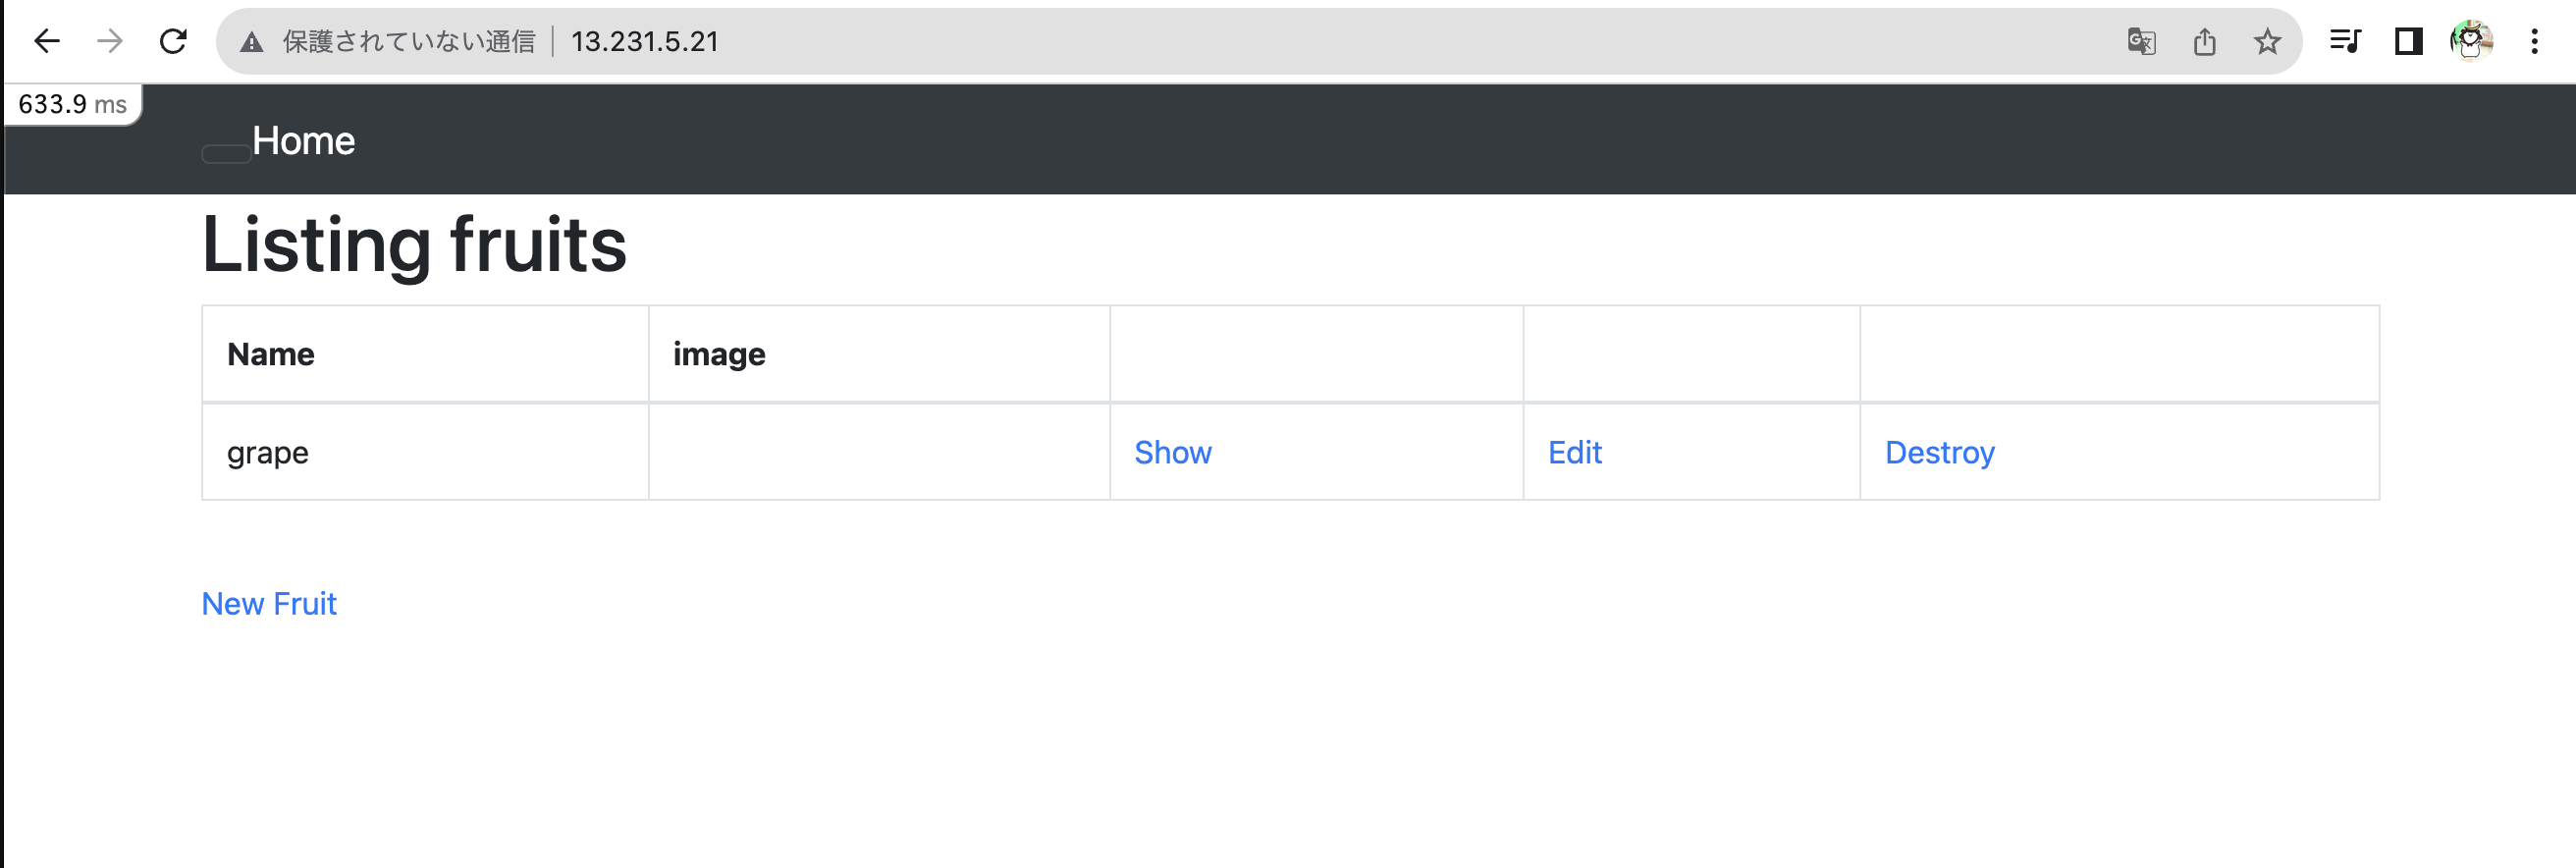 保護されていない通信 13.231.5.21
633.9 ms
Home
Listing fruits
Name image
grape Show Edit Destroy
New Fruit